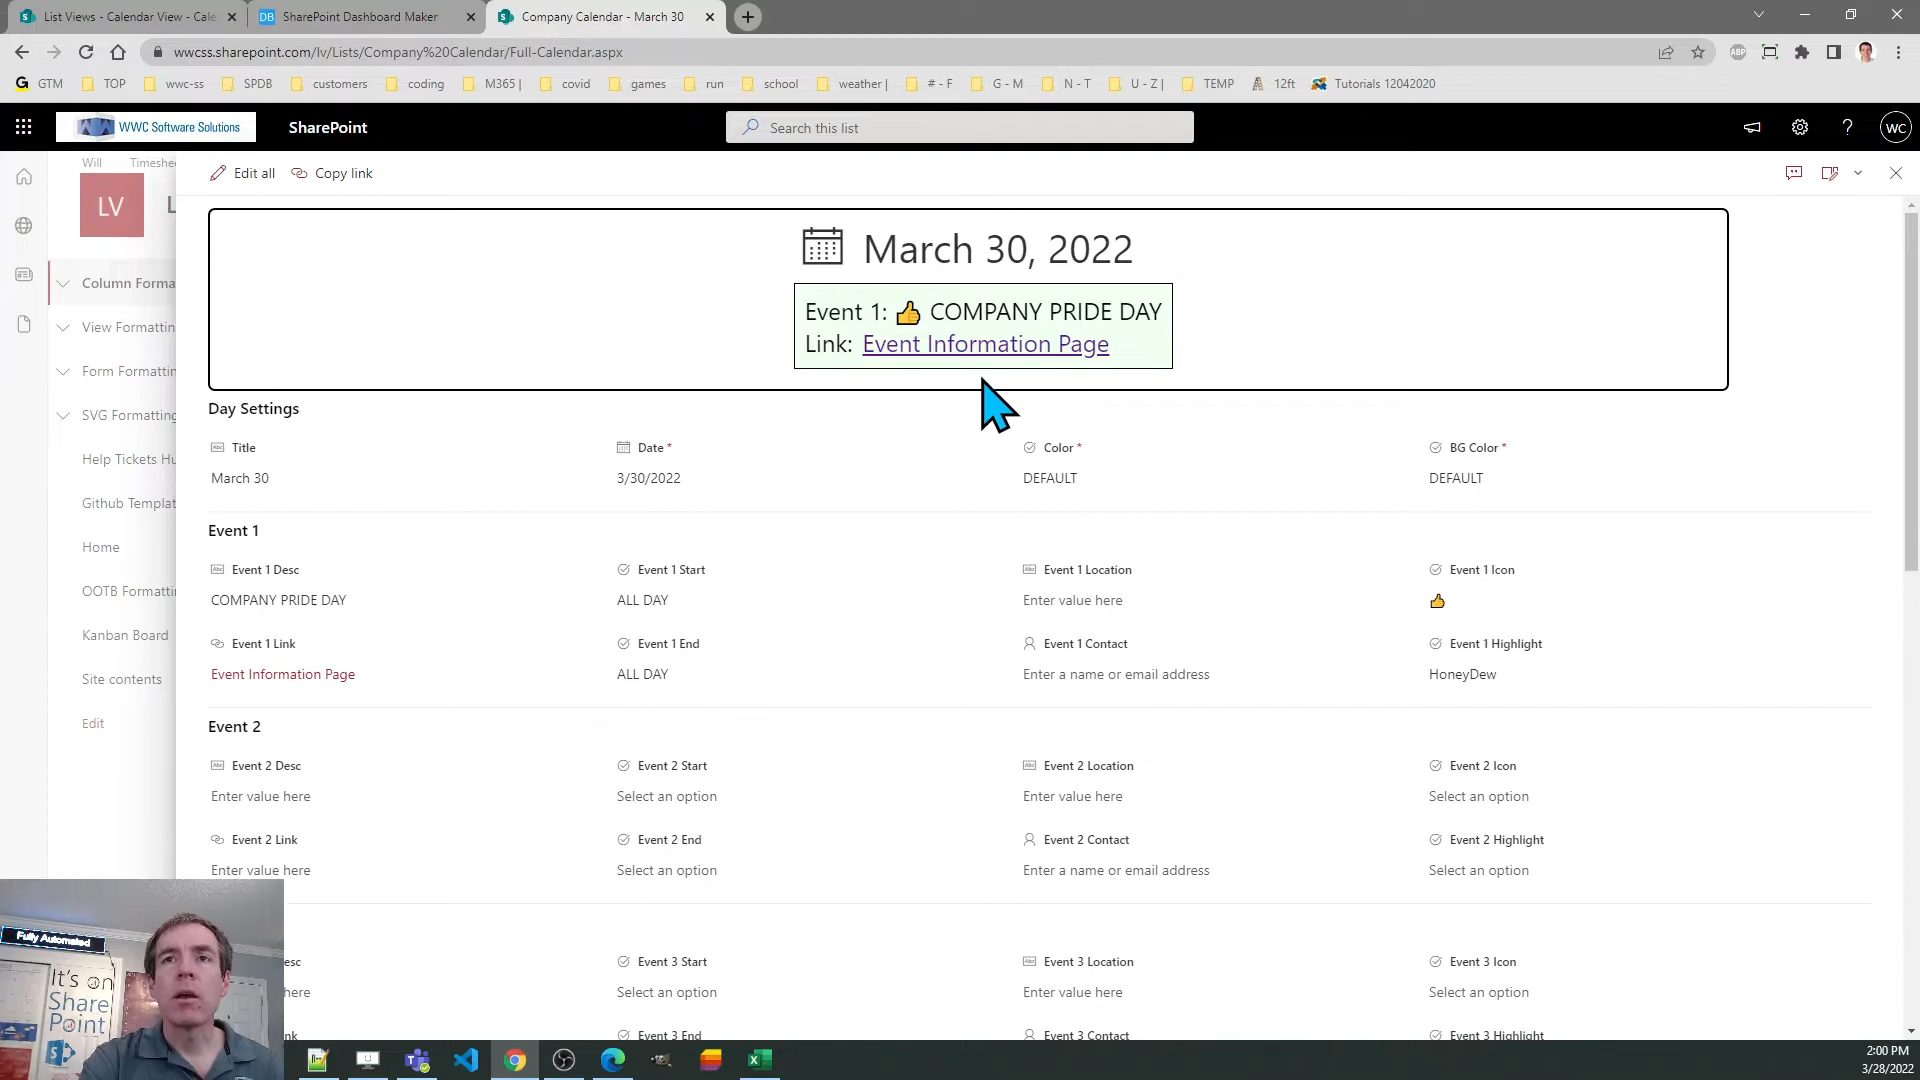 List Views - Calendar View - Cale
SharePoint Dashboard Maker
Company Calendar - March 30
wwcss.sharepoint.com/lv/Lists/Company%20Calendar/Full-Calendar.aspx
GTM TOP wwc-ss SPDB customers coding M365 | covid games run school weather | # - F G - M N - T U - Z | TEMP 12ft Tutorials 12042020
WWC Software Solutions
SharePoint
Search this list
WC
Will Timeshe
LV L
Edit all
Copy link
Column Forma
View Formattin
Form Formattin
SVG Formatting
Help Tickets Hu
Github Templat
Home
OOTB Formattin
Kanban Board
Site contents
Edit
March 30, 2022
Event 1: 👍 COMPANY PRIDE DAY
Link: Event Information Page
Day Settings
Title Date * Color * BG Color *
March 30 3/30/2022 DEFAULT DEFAULT
Event 1
Event 1 Desc Event 1 Start Event 1 Location Event 1 Icon
COMPANY PRIDE DAY ALL DAY Enter value here 👍
Event 1 Link Event 1 End Event 1 Contact Event 1 Highlight
Event Information Page ALL DAY Enter a name or email address HoneyDew
Event 2
Event 2 Desc Event 2 Start Event 2 Location Event 2 Icon
Enter value here Select an option Enter value here Select an option
Event 2 Link Event 2 End Event 2 Contact Event 2 Highlight
Enter value here Select an option Enter a name or email address Select an option
esc Event 3 Start Event 3 Location Event 3 Icon
here Select an option Enter value here Select an option
nk Event 3 End Event 3 Contact Event 3 Highlight
Fully Automated
It's on
Share
Point
2:00 PM
3/28/2022